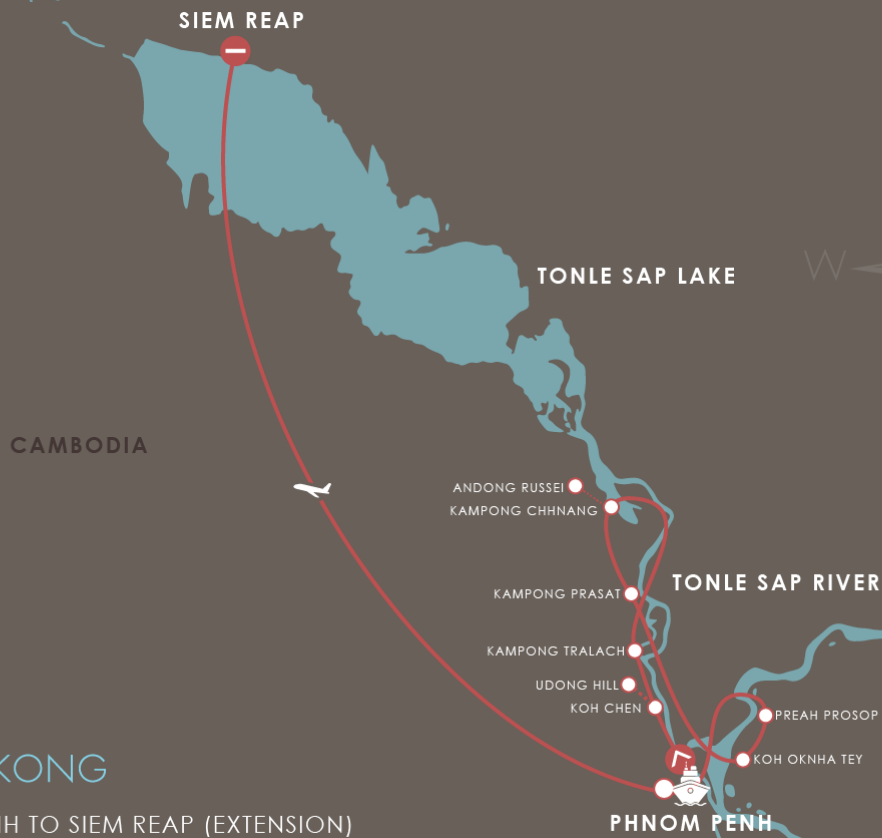 SIEM REAP
TONLE SAP LAKE
W
CAMBODIA
ANDONG RUSSEI
KAMPONG CHHNANG
KAMPONG PRASAT
TONLE SAP RIVER
KAMPONG TRALACH
UDONG HILL
KOH CHEN
PREAH PROSOP
KOH OKNHA TEY
KONG
PHNOM PENH
NH TO SIEM REAP (EXTENSION)